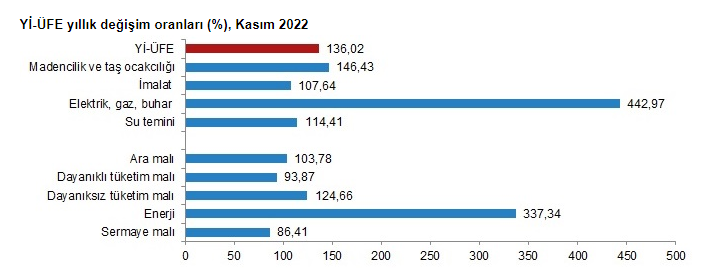 Yİ-ÜFE yıllık değişim oranları (%), Kasım 2022
Yİ-ÜFE 136,02
Madencilik ve taş ocakcılığı 146,43
İmalat 107,64
Elektrik, gaz, buhar 442,97
Su temini 114,41
Ara malı 103,78
Dayanıklı tüketim malı 93,87
Dayanıksız tüketim malı 124,66
Enerji 337,34
Sermaye malı 86,41
0 50 100 150 200 250 300 350 400 450 500